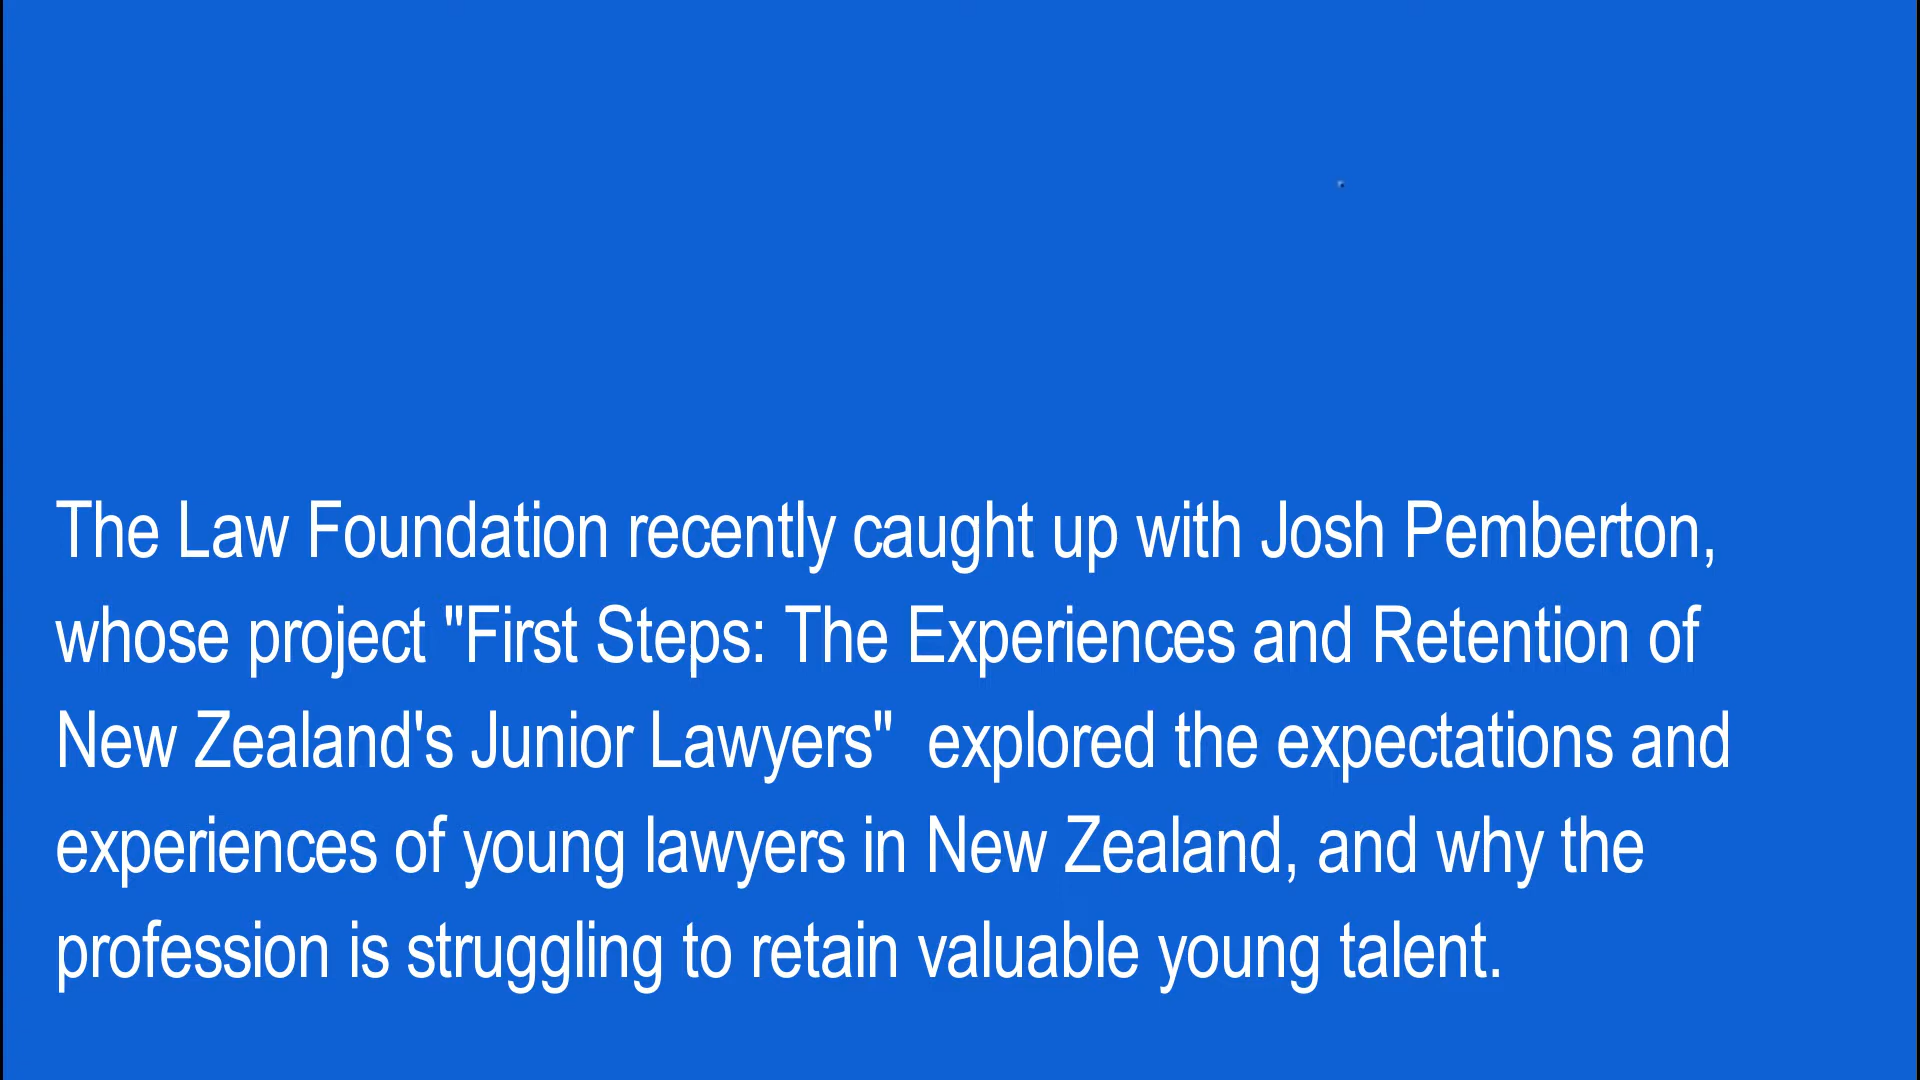 The Law Foundation recently caught up with Josh Pemberton,
whose project "First Steps: The Experiences and Retention of
New Zealand's Junior Lawyers"  explored the expectations and
experiences of young lawyers in New Zealand, and why the
profession is struggling to retain valuable young talent.